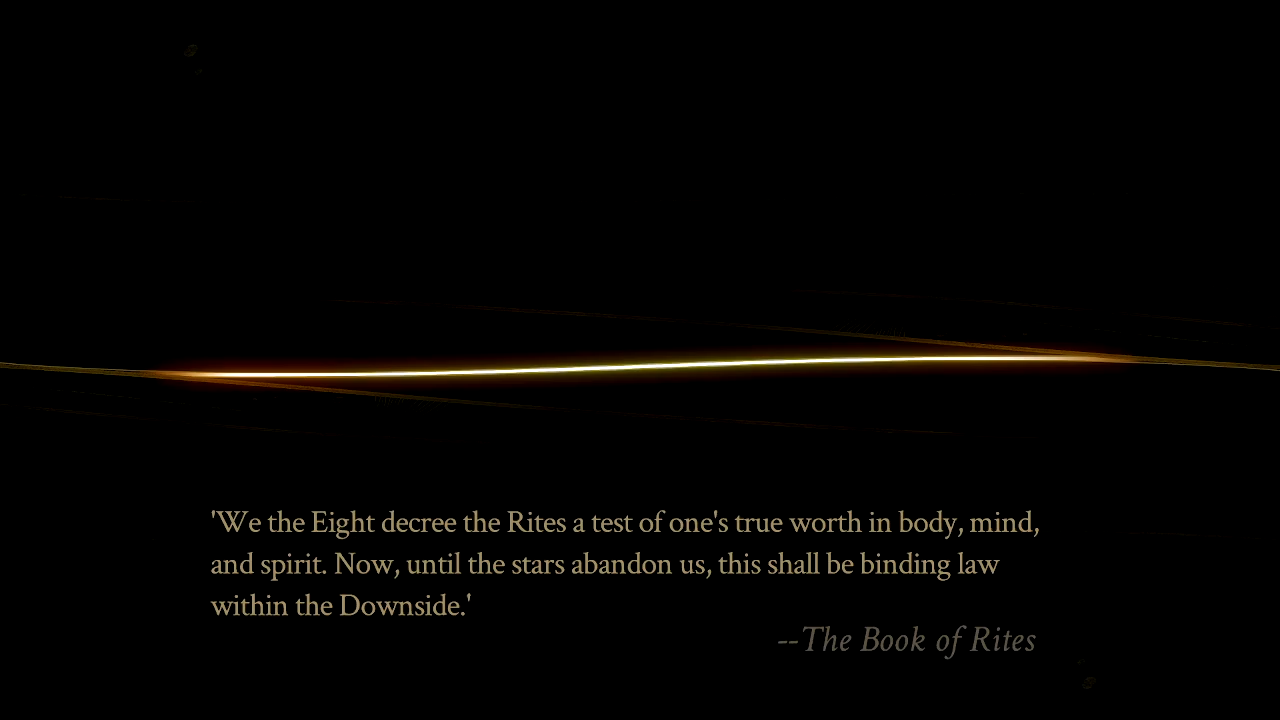 'We the Eight decree the Rites a test of one's true worth in body, mind,
and spirit. Now, until the stars abandon us, this shall be binding law
within the Downside.'
--The Book of Rites